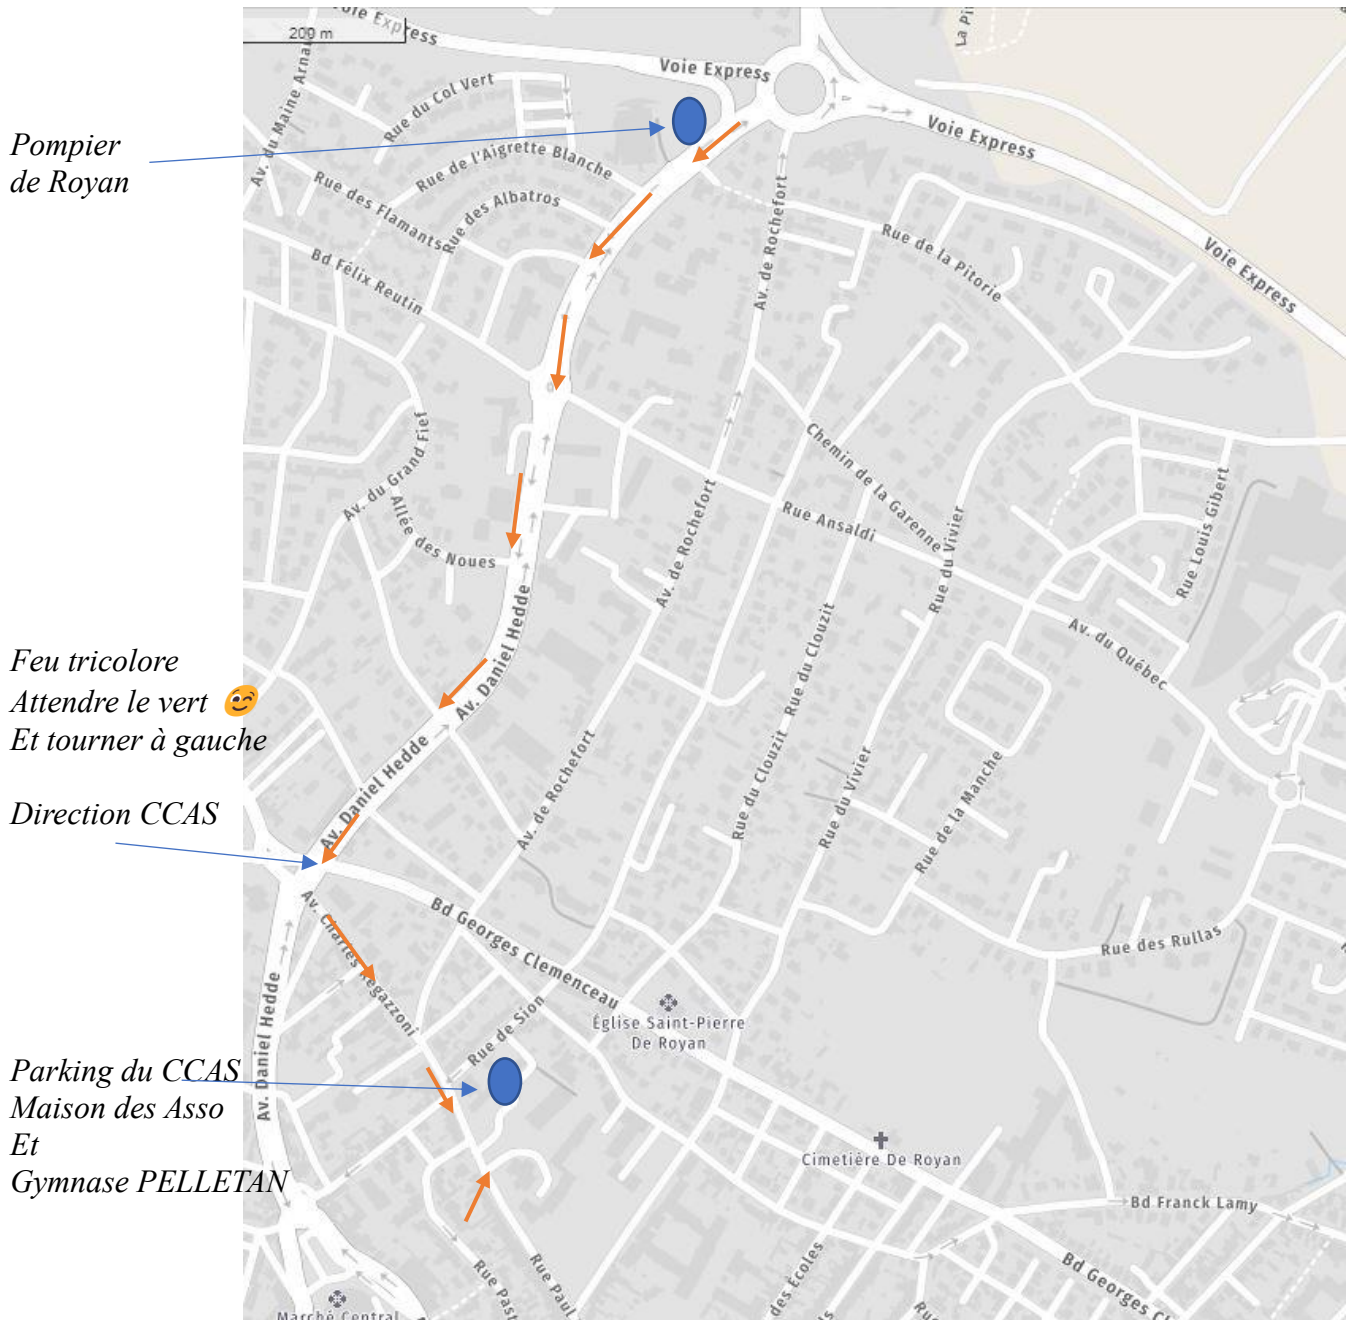 Voie Express
200 m
Voie Express
La Pi
Av. du Maine Arnau
Rue du Col Vert
Voie Express
Pompier
de Royan
Rue de l'Aigrette Blanche
Rue des Flamants
Rue des Albatros
Av. de Rochefort
Rue de la Pitorie
Voie Express
Bd Félix Reutin
Av. du Grand Fief
Chemin de la Garenne
Allée des Noues
Av. de Rochefort
Rue Ansaldi
Rue du Vivier
Rue Louis Gibert
Av. du Québec
Feu tricolore
Attendre le vert 😉
Et tourner à gauche
Av. Daniel Hedde
Rue du Clouzit
Av. Daniel Hedde
Av. de Rochefort
Rue du Clouzit
Rue du Vivier
Rue de la Manche
Direction CCAS
Av. Charles Regazzoni
Bd Georges Clemenceau
Rue des Rullas
Av. Daniel Hedde
Rue de Sion
Église Saint-Pierre
De Royan
Parking du CCAS
Maison des Asso
Et
Gymnase PELLETAN
Cimetière De Royan
Bd Franck Lamy
Rue Past
Rue Paul
des Écoles
Bd Georges Cl
Rue
Marché Central